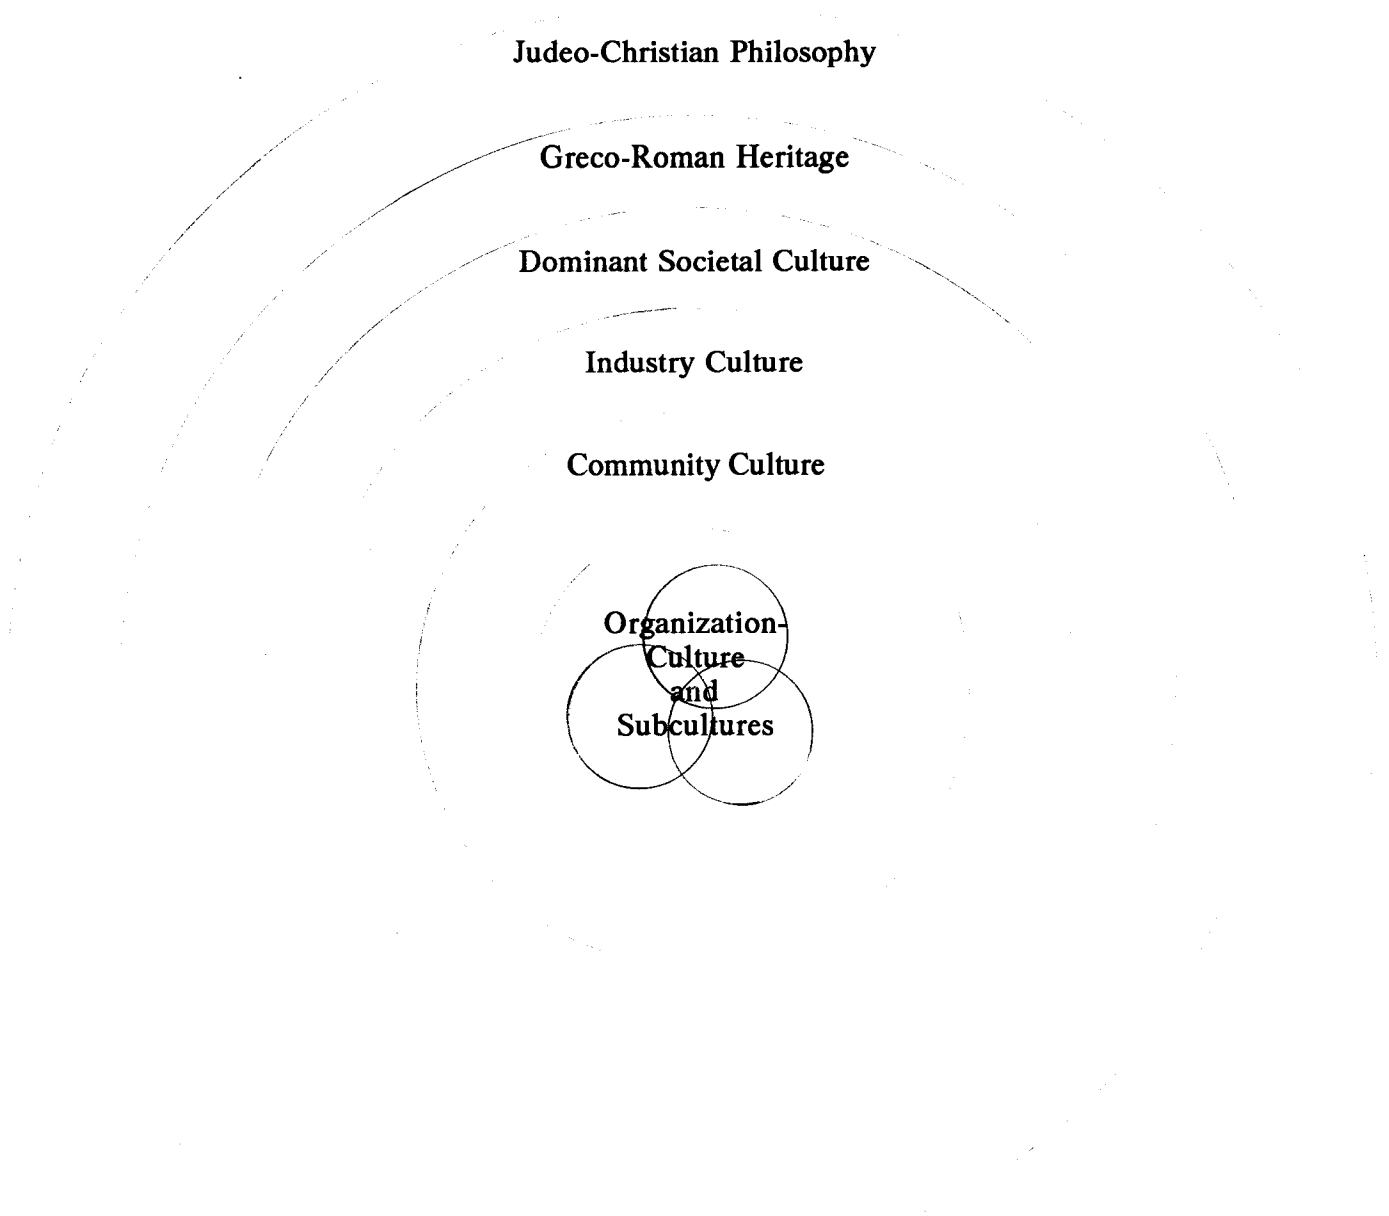 Judeo-Christian Philosophy
Greco-Roman Heritage
Dominant Societal Culture
Industry Culture
Community Culture
Organization-
Culture
and
Subcultures